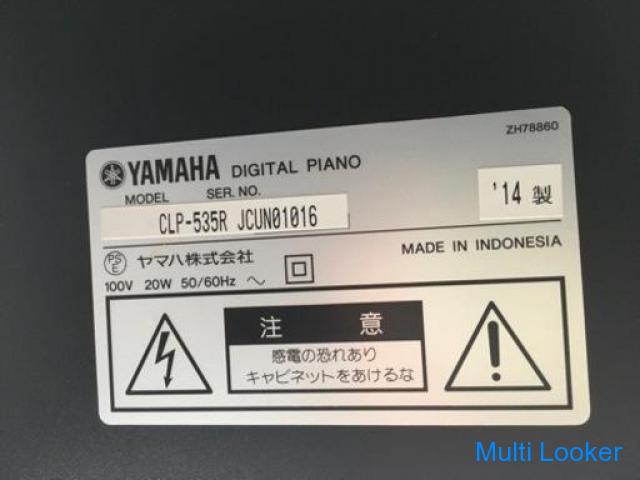 ZH78860
YAMAHA DIGITAL PIANO
MODEL SER. NO.
CLP-535R JCUN01016
'14 製
PSE ヤマハ株式会社
MADE IN INDONESIA
100V 20W 50/60Hz ～
注意
感電の恐れあり
キャビネットをあけるな
Multi Looker